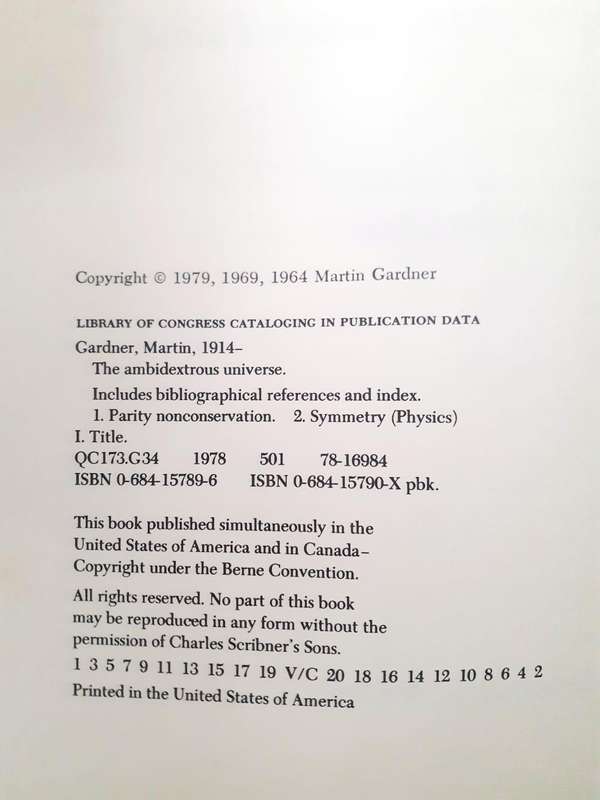 Copyright © 1979, 1969, 1964 Martin Gardner
LIBRARY OF CONGRESS CATALOGING IN PUBLICATION DATA
Gardner, Martin, 1914–
The ambidextrous universe.
Includes bibliographical references and index.
1. Parity nonconservation. 2. Symmetry (Physics)
I. Title.
QC173.G34 1978 501 78-16984
ISBN 0-684-15789-6 ISBN 0-684-15790-X pbk.
This book published simultaneously in the
United States of America and in Canada–
Copyright under the Berne Convention.
All rights reserved. No part of this book
may be reproduced in any form without the
permission of Charles Scribner's Sons.
1 3 5 7 9 11 13 15 17 19 V/C 20 18 16 14 12 10 8 6 4 2
Printed in the United States of America